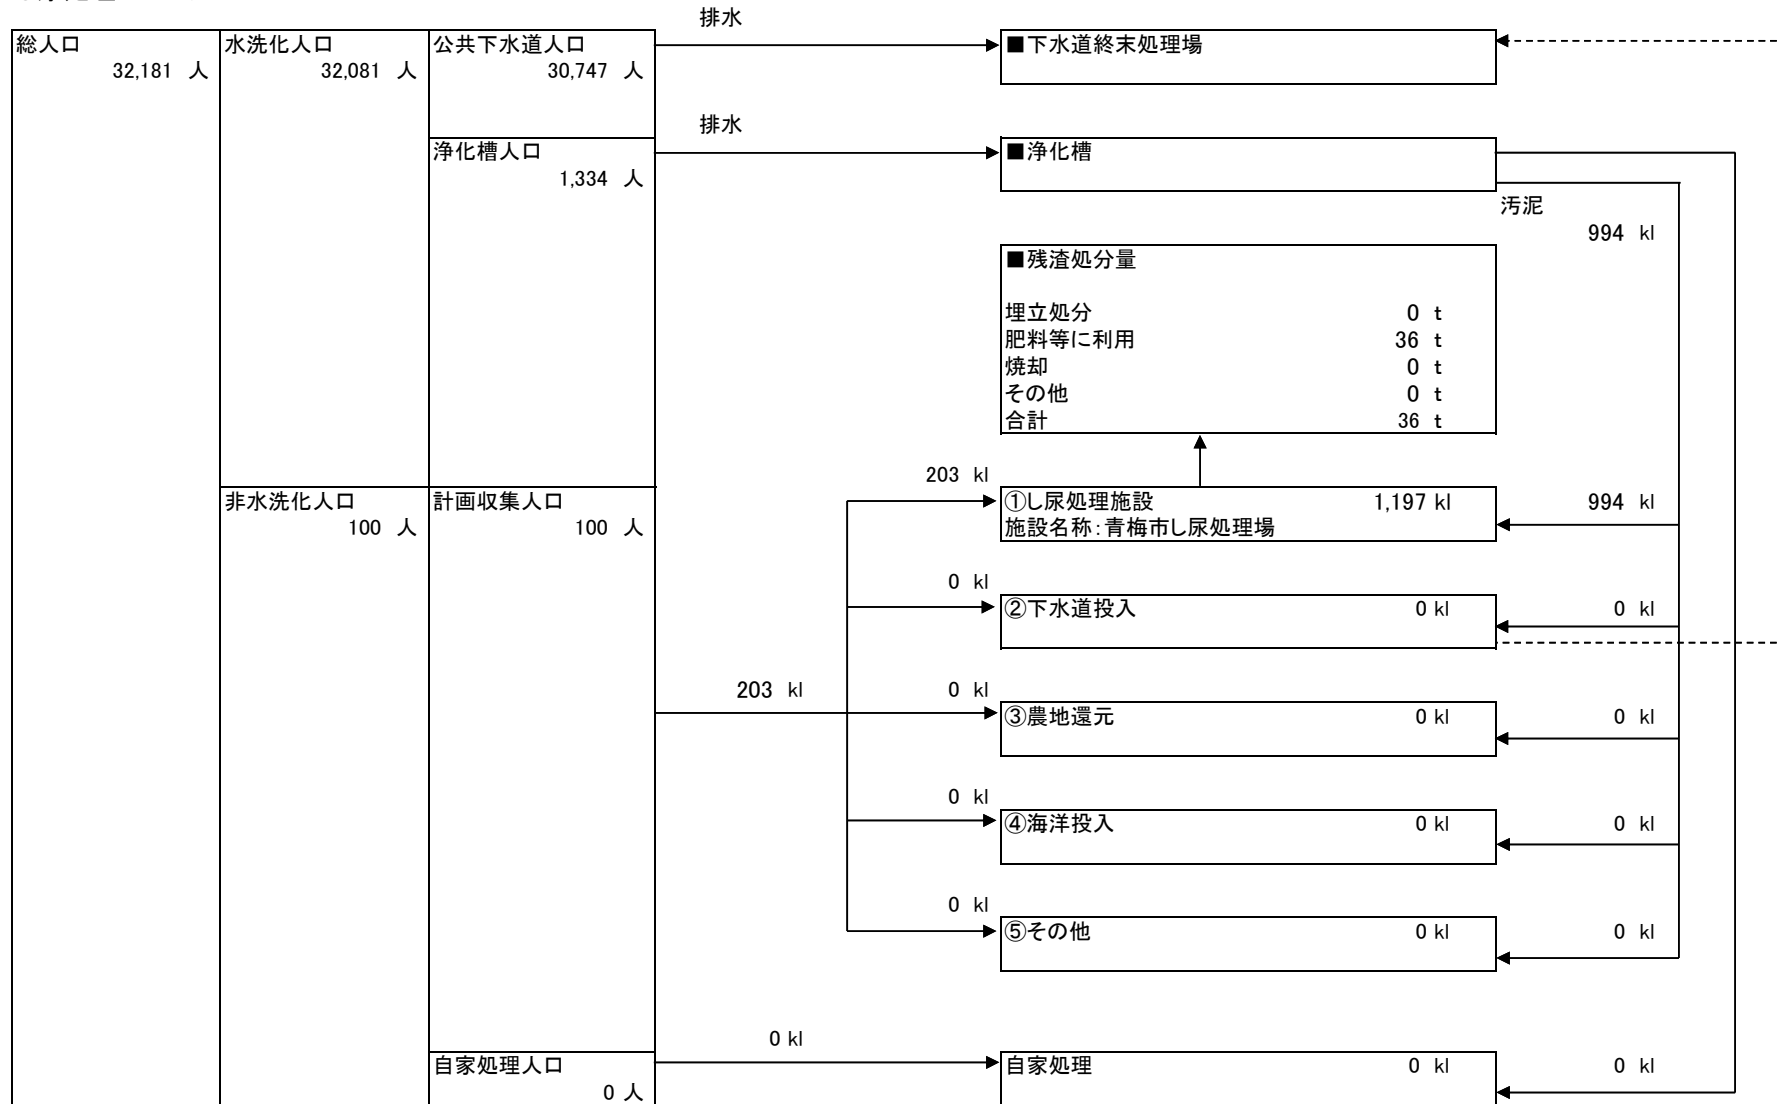 排水
総人口 水洗化人口 公共下水道人口 ■下水道終末処理場
32,181 人 32,081 人 30,747 人
排水
浄化槽人口 ■浄化槽
1,334 人
汚泥
994 kl
■残渣処分量
埋立処分 0 t
肥料等に利用 36 t
焼却 0 t
その他 0 t
合計 36 t
203 kl
非水洗化人口 計画収集人口 ①し尿処理施設 1,197 kl 994 kl
100 人 100 人 施設名称:青梅市し尿処理場
0 kl
②下水道投入 0 kl 0 kl
203 kl 0 kl
③農地還元 0 kl 0 kl
0 kl
④海洋投入 0 kl 0 kl
0 kl
⑤その他 0 kl 0 kl
0 kl
自家処理人口 自家処理 0 kl 0 kl
0 人